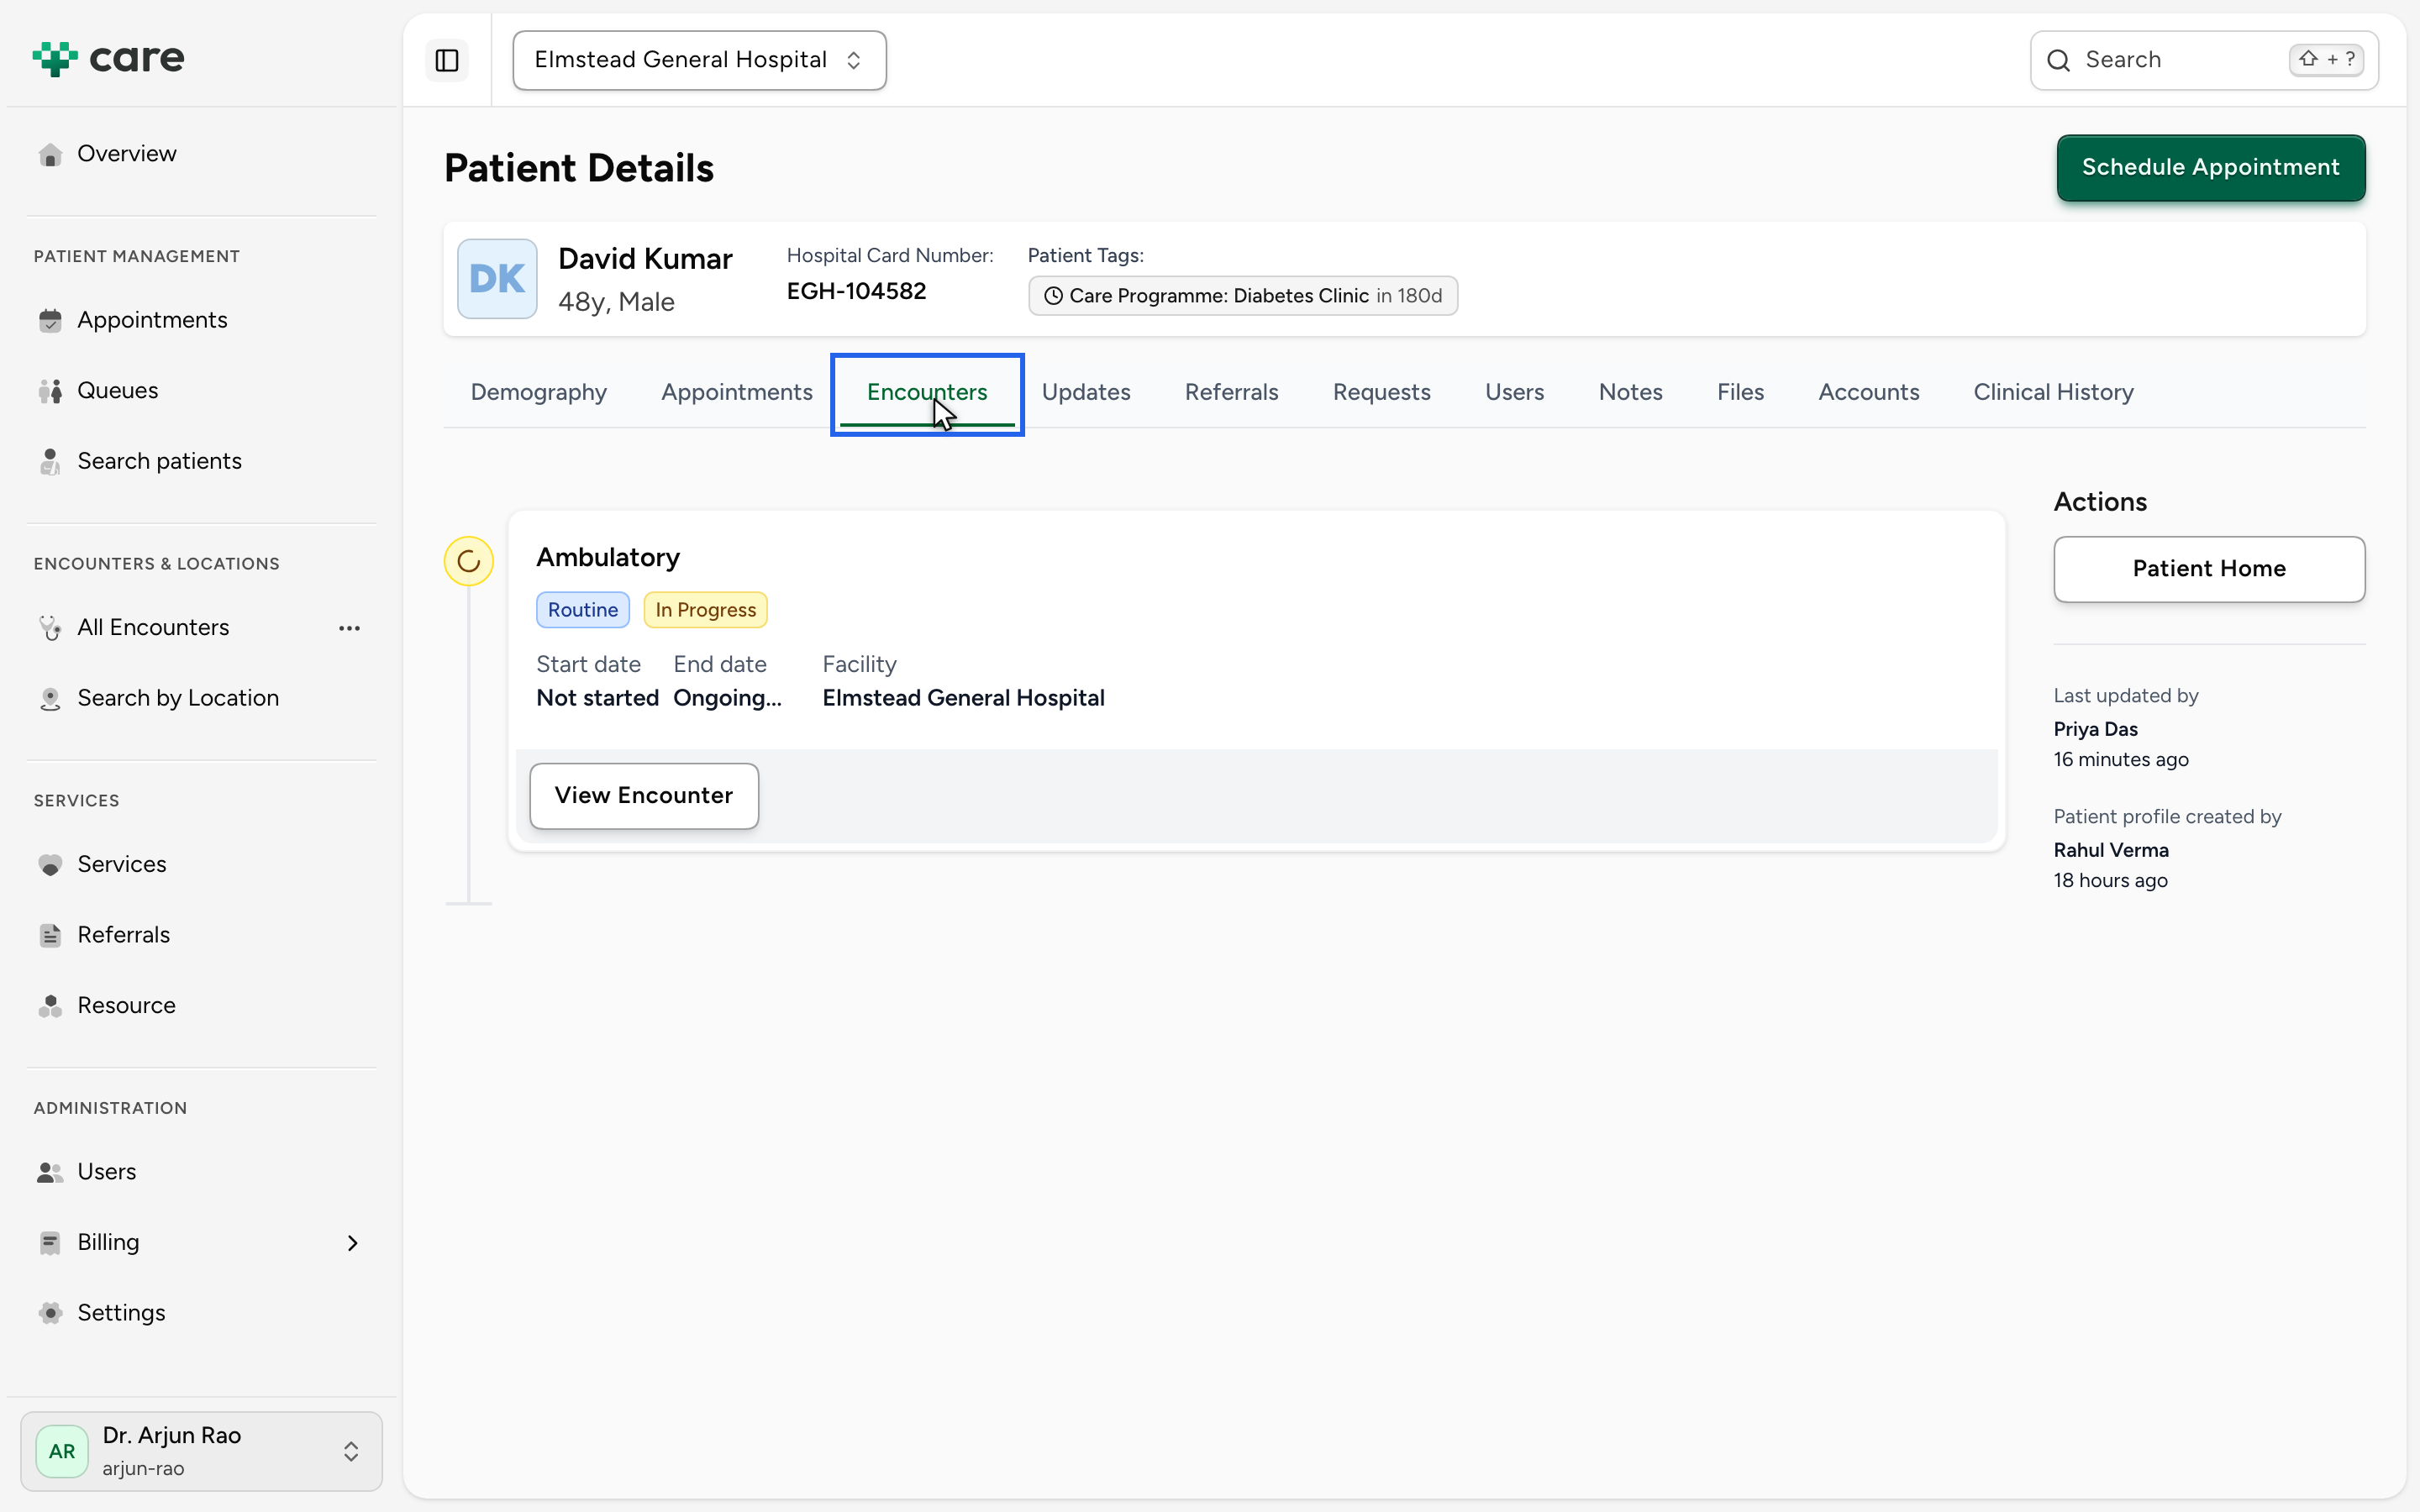 care
Elmstead General Hospital
Search
+ ?
Overview
PATIENT MANAGEMENT
Appointments
Queues
Search patients
ENCOUNTERS & LOCATIONS
All Encounters
Search by Location
SERVICES
Services
Referrals
Resource
ADMINISTRATION
Users
Billing
Settings
AR
Dr. Arjun Rao
arjun-rao
Patient Details
Schedule Appointment
DK
David Kumar
48y, Male
Hospital Card Number:
EGH-104582
Patient Tags:
Care Programme: Diabetes Clinic in 180d
Demography Appointments Encounters Updates Referrals Requests Users Notes Files Accounts Clinical History
Ambulatory
Routine In Progress
Start date End date Facility
Not started Ongoing... Elmstead General Hospital
View Encounter
Actions
Patient Home
Last updated by
Priya Das
16 minutes ago
Patient profile created by
Rahul Verma
18 hours ago